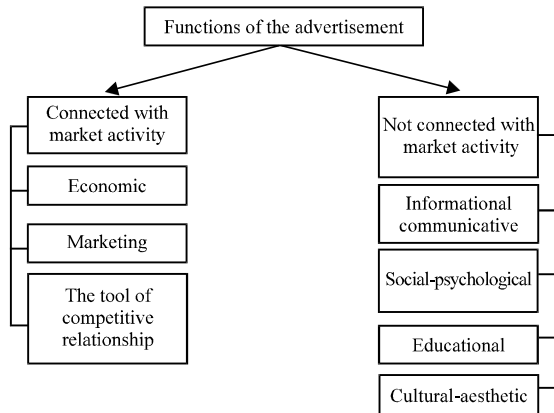 Functions of the advertisement
Connected with
market activity
Economic
Marketing
The tool of
competitive
relationship
Not connected with
market activity
Informational
communicative
Social-psychological
Educational
Cultural-aesthetic